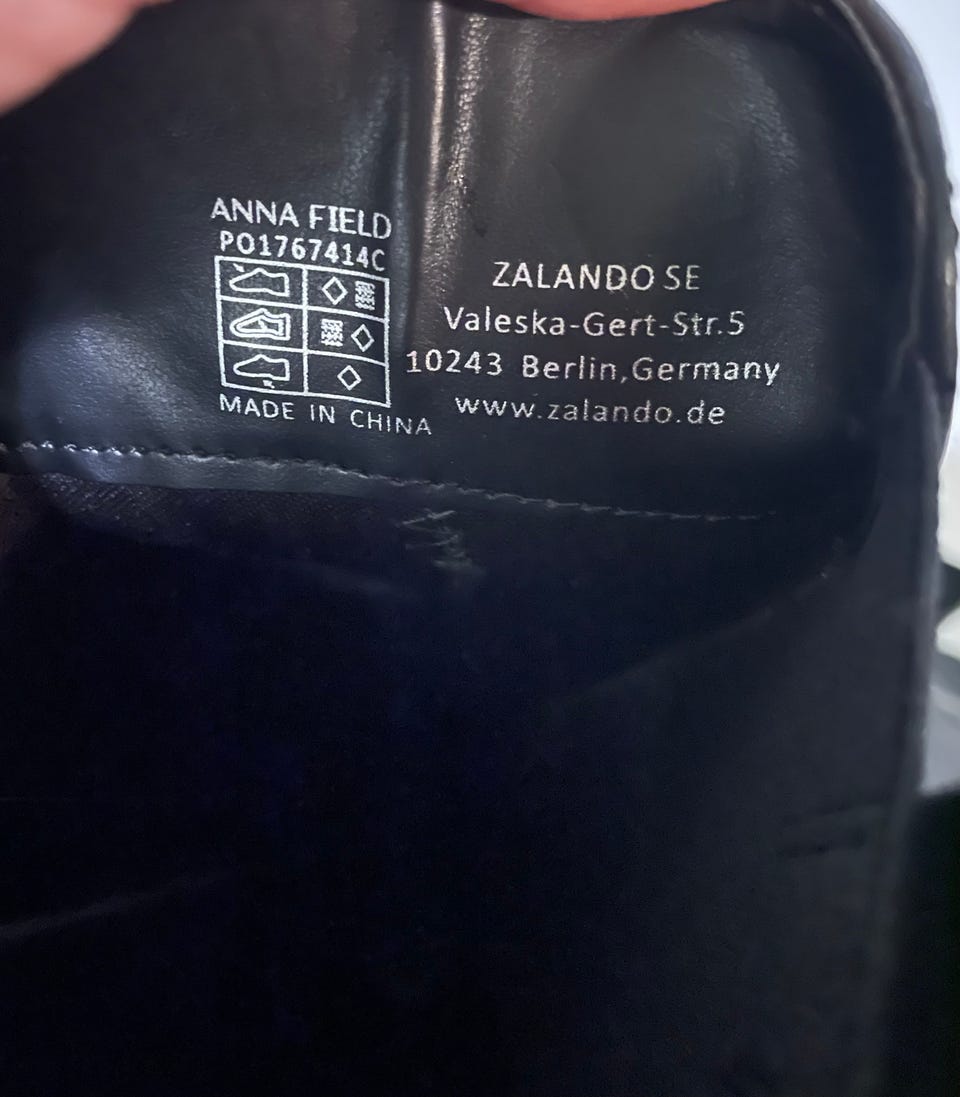 ANNA FIELD
PO1767414C
MADE IN CHINA
ZALANDO SE
Valeska-Gert-Str.5
10243 Berlin,Germany
www.zalando.de